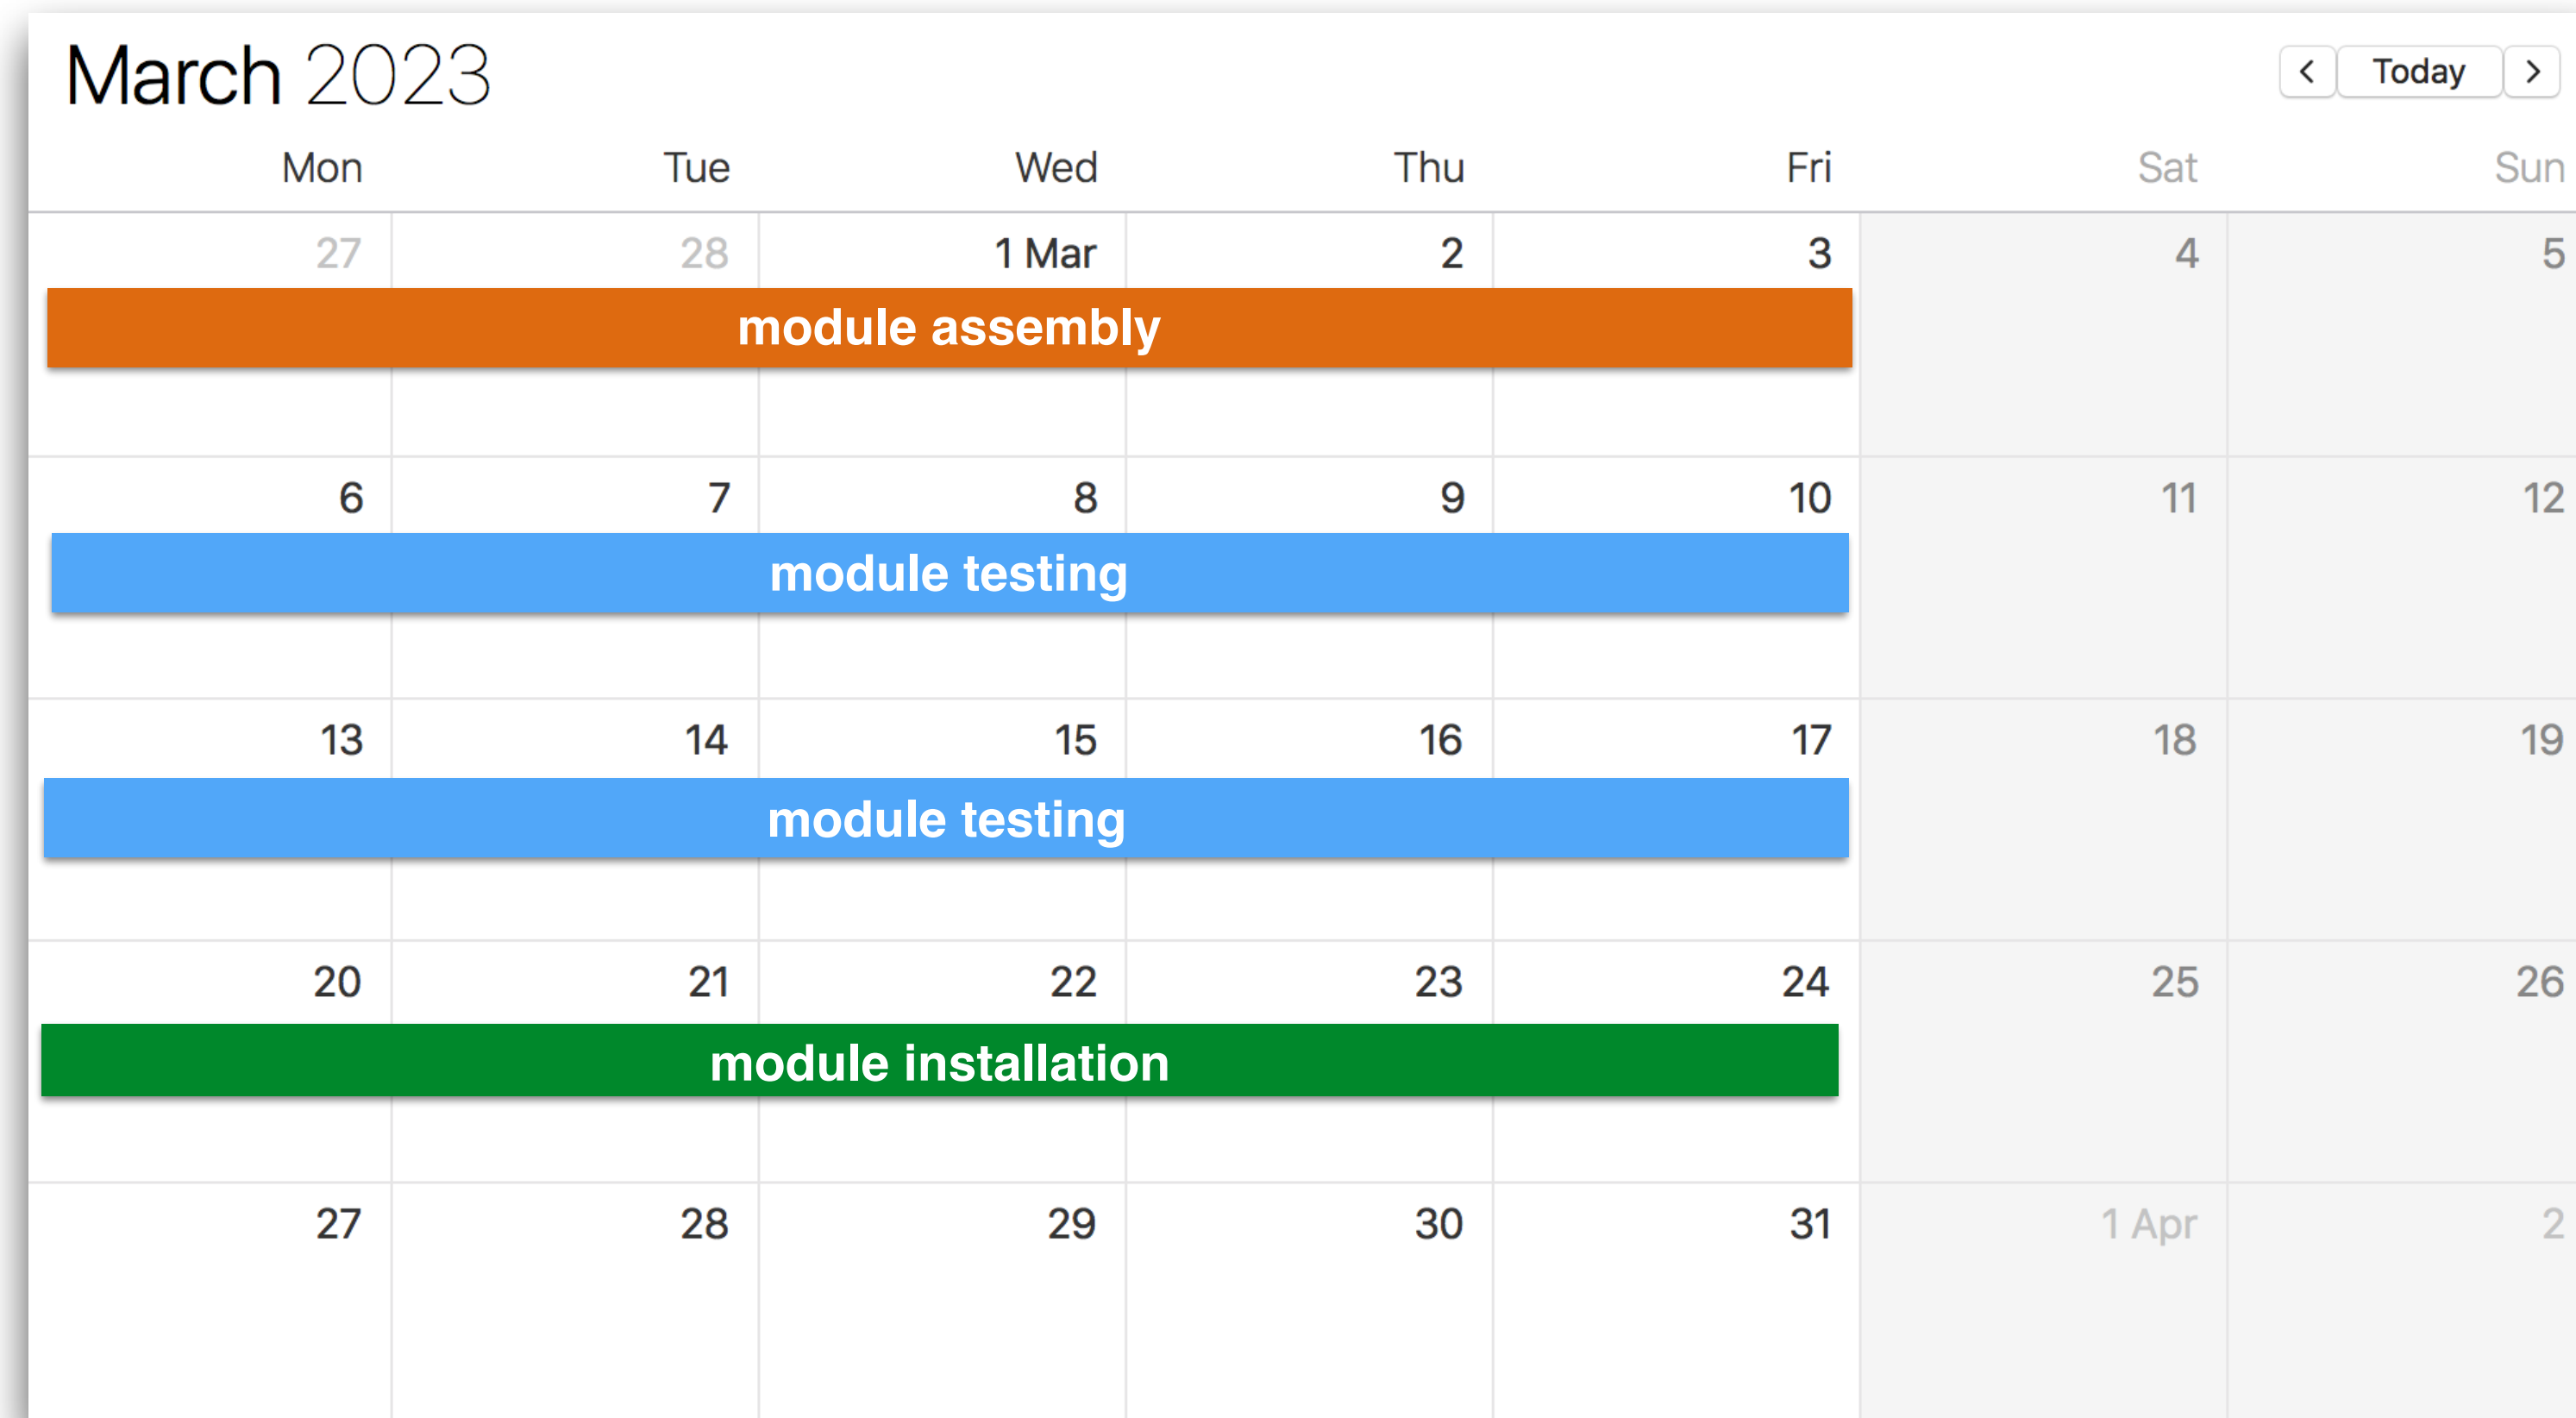 March 2023
< Today >
Mon Tue Wed Thu Fri Sat Sun
27 28 1 Mar 2 3 4 5
module assembly
6 7 8 9 10 11 12
module testing
13 14 15 16 17 18 19
module testing
20 21 22 23 24 25 26
module installation
27 28 29 30 31 1 Apr 2